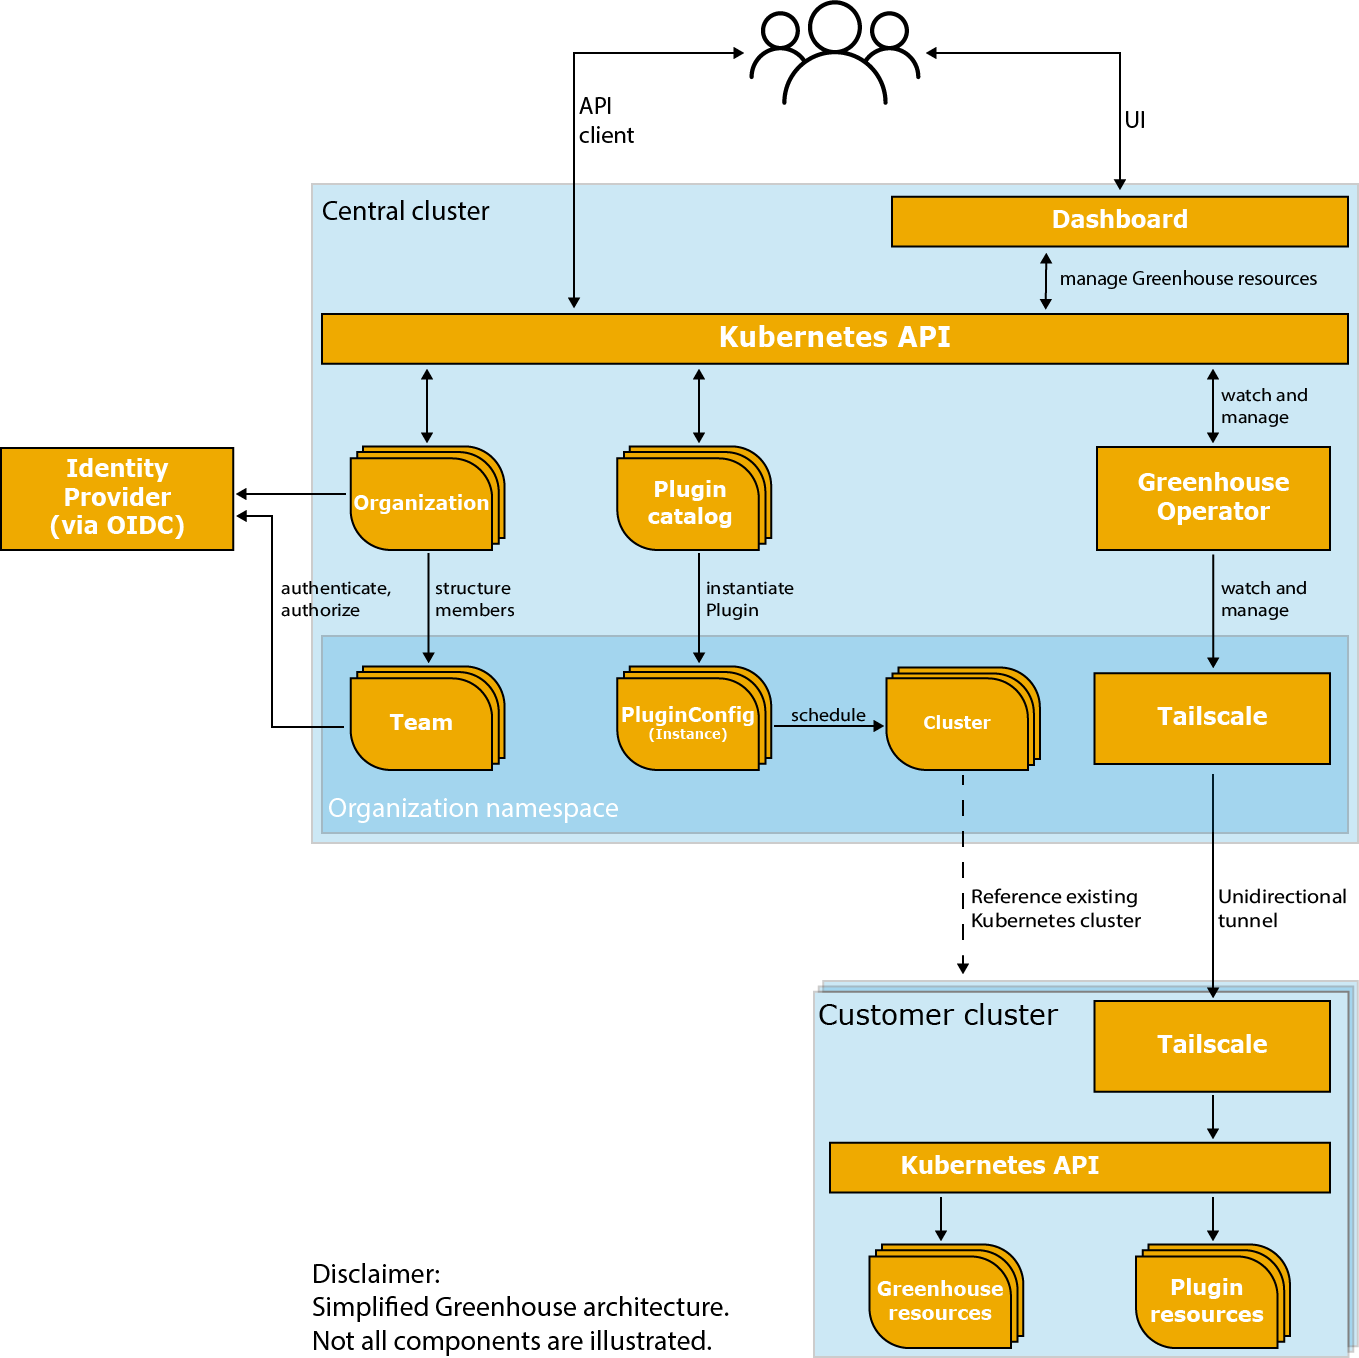 API
client
UI
Central cluster
Dashboard
manage Greenhouse resources
Kubernetes API
watch and
manage
Identity
Provider
(via OIDC)
Organization
Plugin
catalog
Greenhouse
Operator
authenticate,
authorize
structure
members
instantiate
Plugin
watch and
manage
Team
PluginConfig
(Instance)
schedule
Cluster
Tailscale
Organization namespace
Reference existing
Kubernetes cluster
Unidirectional
tunnel
Customer cluster
Tailscale
Kubernetes API
Greenhouse
resources
Plugin
resources
Disclaimer:
Simplified Greenhouse architecture.
Not all components are illustrated.